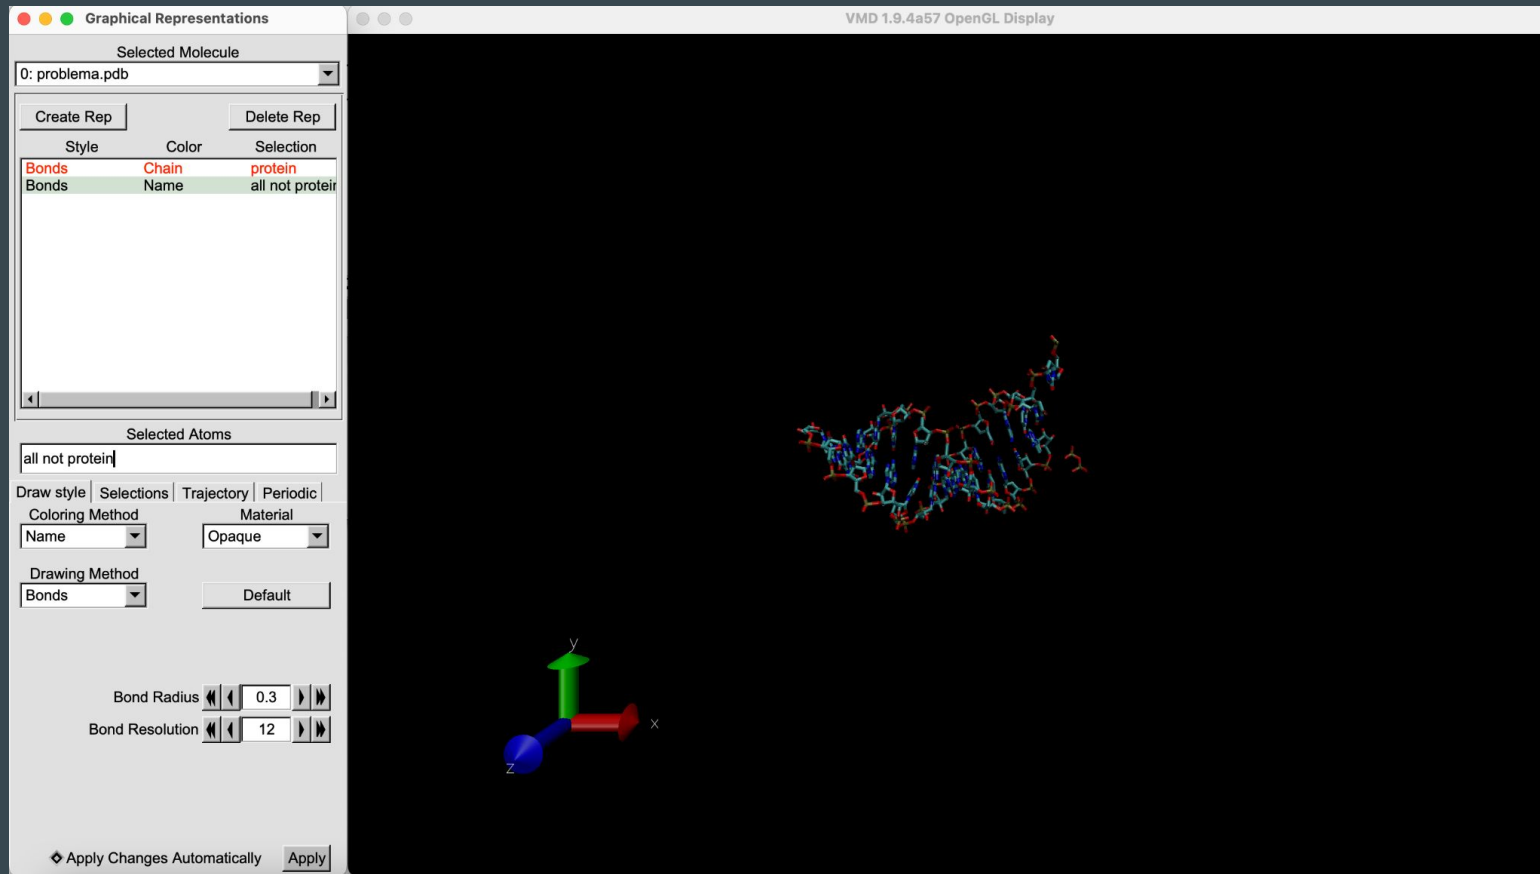 Graphical Representations
VMD 1.9.4a57 OpenGL Display
Selected Molecule
0: problema.pdb
Create Rep Delete Rep
Style Color Selection
Bonds Chain protein
Bonds Name all not protein
Selected Atoms
all not protein
Draw style Selections Trajectory Periodic
Coloring Method Material
Name Opaque
Drawing Method
Bonds Default
Bond Radius 0.3
Bond Resolution 12
Apply Changes Automatically Apply
y
x
z